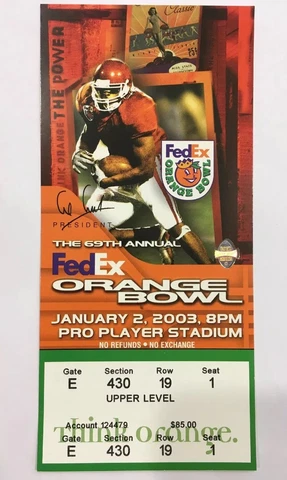 THINK ORANGE THE POWER
25¢
FedEx
ORANGE BOWL
PRESIDENT
THE 69TH ANNUAL
FedEx
ORANGE
BOWL
JANUARY 2, 2003, 8PM
PRO PLAYER STADIUM
NO REFUNDS • NO EXCHANGE
Gate Section Row Seat
E 430 19 1
UPPER LEVEL
Account 124479 $85.00
think orange.
Gate Section Row Seat
E 430 19 1